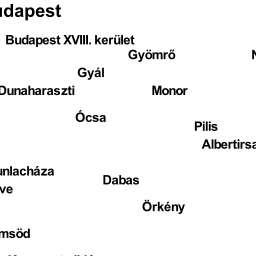 udapest
Budapest XVIII. kerület
Gyömrő
Gyál
Dunaharaszti
Monor
Ócsa
Pilis
Albertirsa
unlacháza
Dabas
ve
Örkény
msöd